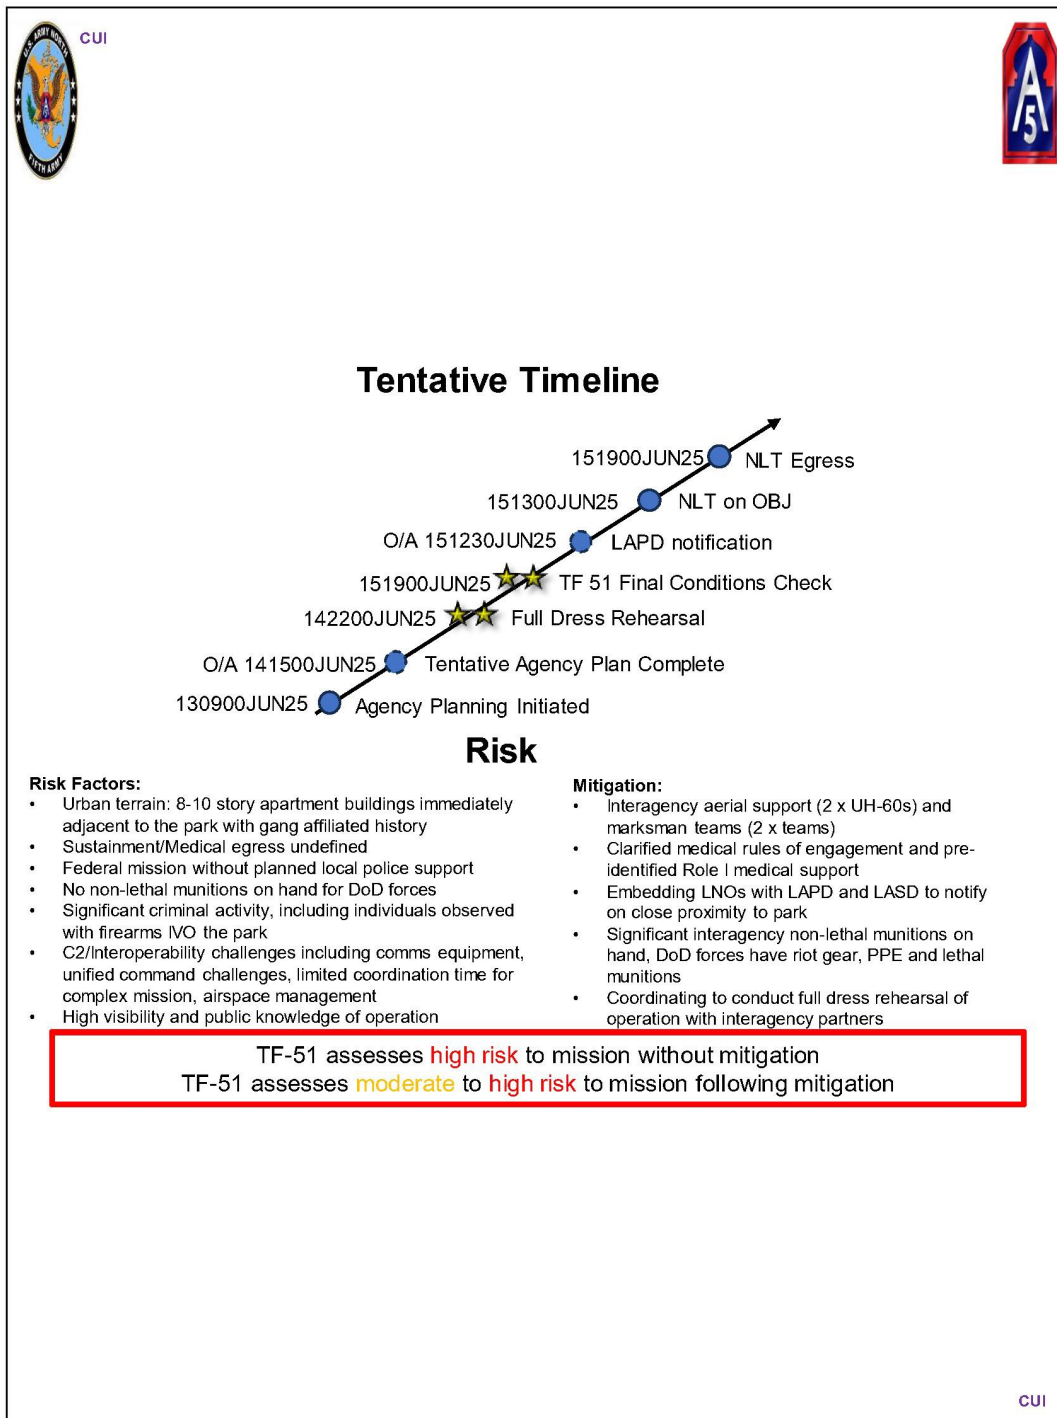 U.S. ARMY NORTH
FIFTH ARMY
CUI
A
5
Tentative Timeline
151900JUN25 NLT Egress
151300JUN25 NLT on OBJ
O/A 151230JUN25 LAPD notification
151900JUN25 TF 51 Final Conditions Check
142200JUN25 Full Dress Rehearsal
O/A 141500JUN25 Tentative Agency Plan Complete
130900JUN25 Agency Planning Initiated
Risk
Risk Factors:
• Urban terrain: 8-10 story apartment buildings immediately
adjacent to the park with gang affiliated history
• Sustainment/Medical egress undefined
• Federal mission without planned local police support
• No non-lethal munitions on hand for DoD forces
• Significant criminal activity, including individuals observed
with firearms IVO the park
• C2/Interoperability challenges including comms equipment,
unified command challenges, limited coordination time for
complex mission, airspace management
• High visibility and public knowledge of operation
Mitigation:
• Interagency aerial support (2 x UH-60s) and
marksman teams (2 x teams)
• Clarified medical rules of engagement and pre-
identified Role I medical support
• Embedding LNOs with LAPD and LASD to notify
on close proximity to park
• Significant interagency non-lethal munitions on
hand, DoD forces have riot gear, PPE and lethal
munitions
• Coordinating to conduct full dress rehearsal of
operation with interagency partners
TF-51 assesses high risk to mission without mitigation
TF-51 assesses moderate to high risk to mission following mitigation
CUI